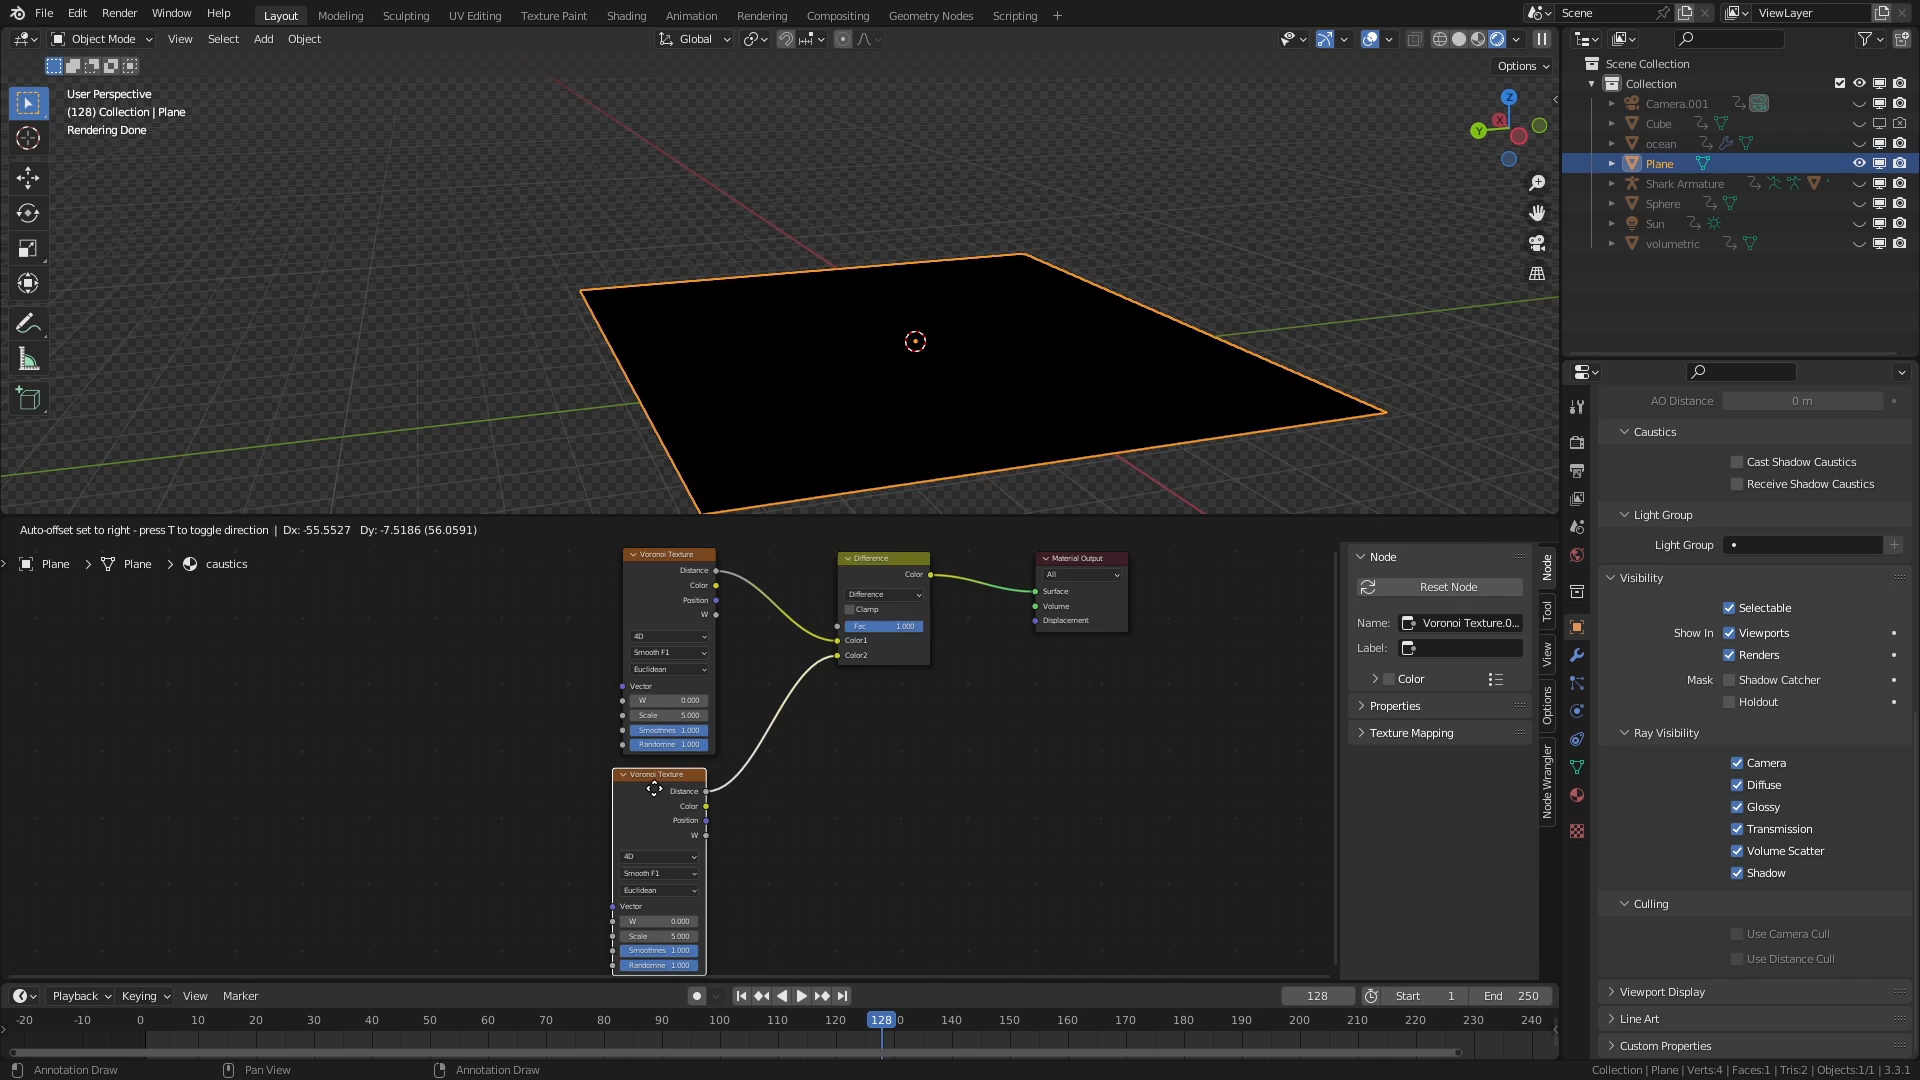 File Edit Render Window Help Layout Modeling Sculpting UV Editing Texture Paint Shading Animation Rendering Compositing Geometry Nodes Scripting + Scene ViewLayer
Object Mode View Select Add Object Global
Options
User Perspective
(128) Collection | Plane
Rendering Done
Z
X
Y
Scene Collection
Collection
Camera.001
Cube
ocean
Plane
Shark Armature
Sphere
Sun
volumetric
AO Distance 0 m
Caustics
Cast Shadow Caustics
Receive Shadow Caustics
Light Group
Light Group
Visibility
Selectable
Show In Viewports
Renders
Mask Shadow Catcher
Holdout
Ray Visibility
Camera
Diffuse
Glossy
Transmission
Volume Scatter
Shadow
Culling
Use Camera Cull
Use Distance Cull
Viewport Display
Line Art
Custom Properties
Auto-offset set to right - press T to toggle direction | Dx: -55.5527 Dy: -7.5186 (56.0591)
Plane > Plane > caustics
Voronoi Texture
Distance
Color
Position
W
4D
Smooth F1
Euclidean
Vector
W 0.000
Scale 5.000
Smoothnes 1.000
Randomne 1.000
Voronoi Texture
Distance
Color
Position
W
4D
Smooth F1
Euclidean
Vector
W 0.000
Scale 5.000
Smoothnes 1.000
Randomne 1.000
Difference
Color
Difference
Clamp
Fac 1.000
Color1
Color2
Material Output
All
Surface
Volume
Displacement
Node
Reset Node
Name: Voronoi Texture.0...
Label:
Color
Properties
Texture Mapping
Node
Tool
View
Options
Node Wrangler
Playback Keying View Marker 128 Start 1 End 250
-20 -10 0 10 20 30 40 50 60 70 80 90 100 110 120 128 0 140 150 160 170 180 190 200 210 220 230 240
Annotation Draw Pan View Annotation Draw Collection | Plane | Verts:4 | Faces:1 | Tris:2 | Objects:1/1 | 3.3.1